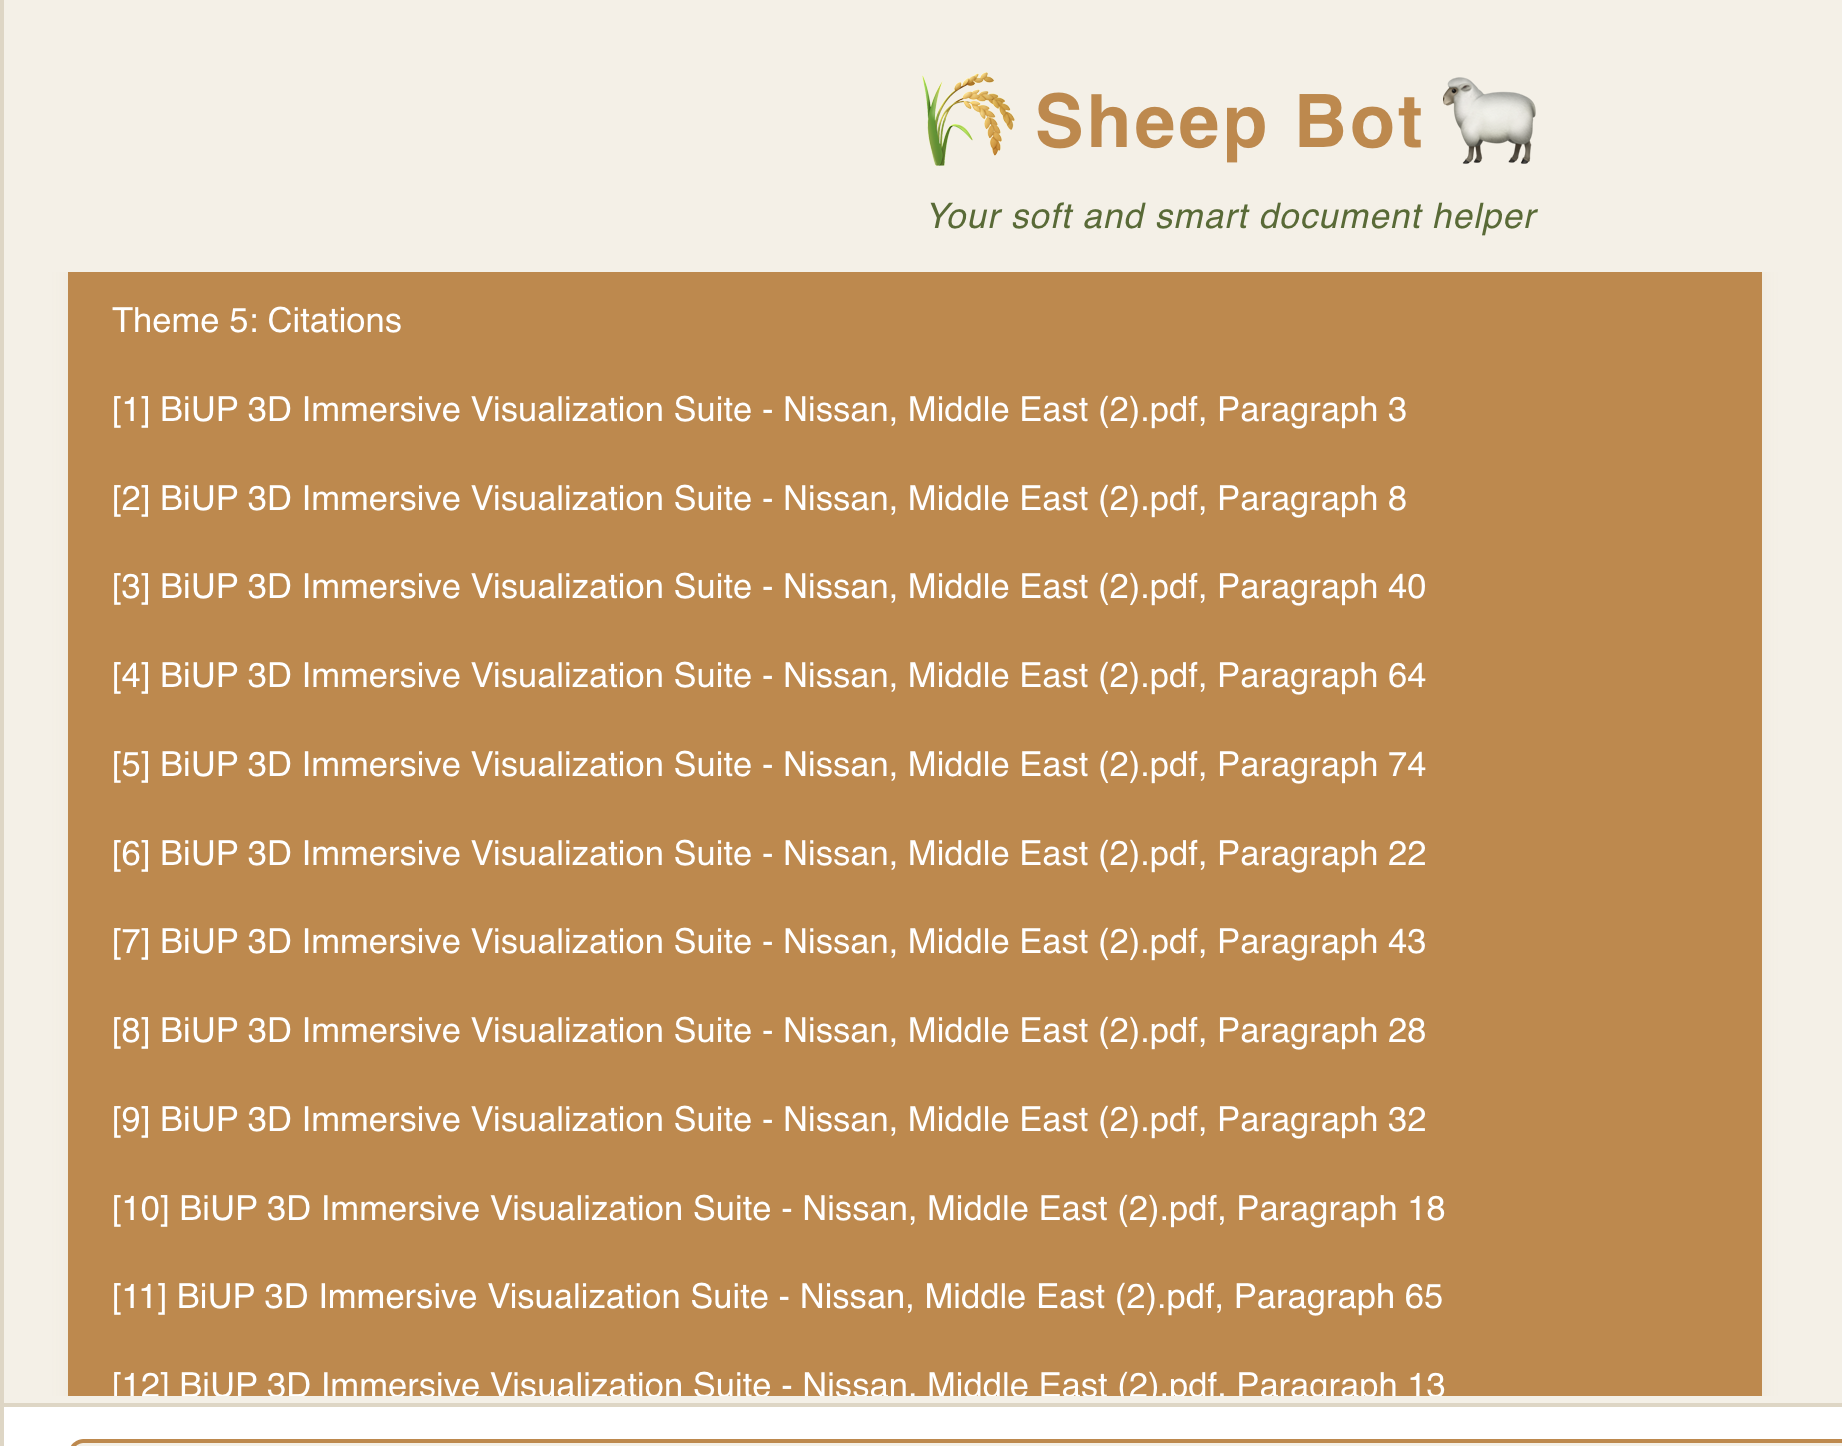 Sheep Bot
Your soft and smart document helper
Theme 5: Citations
[1] BiUP 3D Immersive Visualization Suite - Nissan, Middle East (2).pdf, Paragraph 3
[2] BiUP 3D Immersive Visualization Suite - Nissan, Middle East (2).pdf, Paragraph 8
[3] BiUP 3D Immersive Visualization Suite - Nissan, Middle East (2).pdf, Paragraph 40
[4] BiUP 3D Immersive Visualization Suite - Nissan, Middle East (2).pdf, Paragraph 64
[5] BiUP 3D Immersive Visualization Suite - Nissan, Middle East (2).pdf, Paragraph 74
[6] BiUP 3D Immersive Visualization Suite - Nissan, Middle East (2).pdf, Paragraph 22
[7] BiUP 3D Immersive Visualization Suite - Nissan, Middle East (2).pdf, Paragraph 43
[8] BiUP 3D Immersive Visualization Suite - Nissan, Middle East (2).pdf, Paragraph 28
[9] BiUP 3D Immersive Visualization Suite - Nissan, Middle East (2).pdf, Paragraph 32
[10] BiUP 3D Immersive Visualization Suite - Nissan, Middle East (2).pdf, Paragraph 18
[11] BiUP 3D Immersive Visualization Suite - Nissan, Middle East (2).pdf, Paragraph 65
[12] BiUP 3D Immersive Visualization Suite - Nissan, Middle East (2).pdf, Paragraph 13